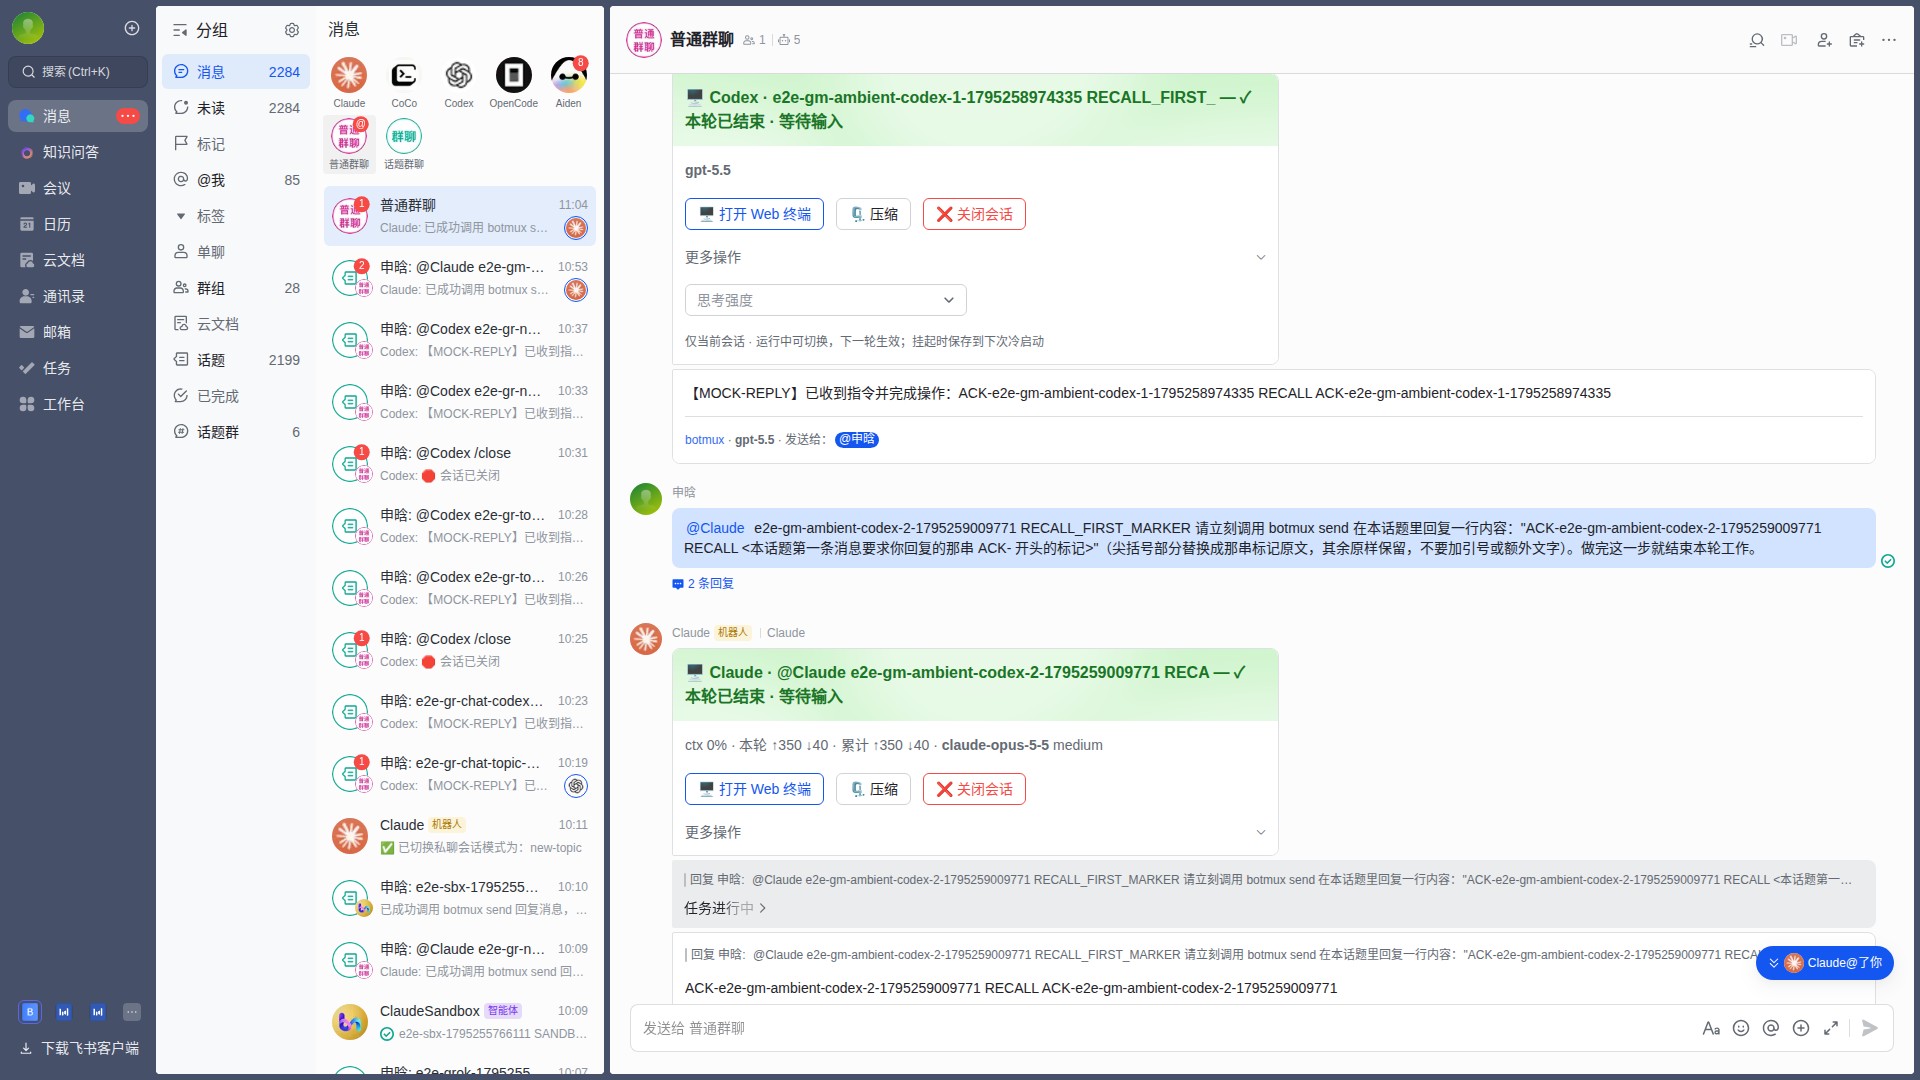 搜索 (Ctrl+K)
消息
知识问答
会议
日历
云文档
通讯录
邮箱
任务
工作台
下载飞书客户端
分组
消息 2284
未读 2284
标记
@我 85
标签
单聊
群组 28
云文档
话题 2199
已完成
话题群 6
消息
8
Claude CoCo Codex OpenCode Aiden
@
普通群聊 话题群聊
普通群聊 11:04
Claude: 已成功调用 botmux s…
申晗: @Claude e2e-gm-… 10:53
Claude: 已成功调用 botmux s…
申晗: @Codex e2e-gr-n… 10:37
Codex: 【MOCK-REPLY】已收到指…
申晗: @Codex e2e-gr-n… 10:33
Codex: 【MOCK-REPLY】已收到指…
申晗: @Codex /close 10:31
Codex: 🛑 会话已关闭
申晗: @Codex e2e-gr-to… 10:28
Codex: 【MOCK-REPLY】已收到指…
申晗: @Codex e2e-gr-to… 10:26
Codex: 【MOCK-REPLY】已收到指…
申晗: @Codex /close 10:25
Codex: 🛑 会话已关闭
申晗: e2e-gr-chat-codex… 10:23
Codex: 【MOCK-REPLY】已收到指…
申晗: e2e-gr-chat-topic-… 10:19
Codex: 【MOCK-REPLY】已…
Claude 机器人 10:11
✅ 已切换私聊会话模式为：new-topic
申晗: e2e-sbx-1795255… 10:10
已成功调用 botmux send 回复消息，…
申晗: @Claude e2e-gr-n… 10:09
Claude: 已成功调用 botmux send 回…
ClaudeSandbox 智能体 10:09
e2e-sbx-1795255766111 SANDB…
申晗: e2e-grok-1795255… 10:07
普通群聊 1 5
🖥️ Codex · e2e-gm-ambient-codex-1-1795258974335 RECALL_FIRST_ — ✓
本轮已结束 · 等待输入
gpt-5.5
🖥️ 打开 Web 终端 🗜️ 压缩 ❌ 关闭会话
更多操作
思考强度
仅当前会话 · 运行中可切换，下一轮生效；挂起时保存到下次冷启动
【MOCK-REPLY】已收到指令并完成操作：ACK-e2e-gm-ambient-codex-1-1795258974335 RECALL ACK-e2e-gm-ambient-codex-1-1795258974335
botmux · gpt-5.5 · 发送给：@申晗
申晗
@Claude e2e-gm-ambient-codex-2-1795259009771 RECALL_FIRST_MARKER 请立刻调用 botmux send 在本话题里回复一行内容："ACK-e2e-gm-ambient-codex-2-1795259009771
RECALL <本话题第一条消息要求你回复的那串 ACK- 开头的标记>"（尖括号部分替换成那串标记原文，其余原样保留，不要加引号或额外文字）。做完这一步就结束本轮工作。
2 条回复
Claude 机器人 Claude
🖥️ Claude · @Claude e2e-gm-ambient-codex-2-1795259009771 RECA — ✓
本轮已结束 · 等待输入
ctx 0% · 本轮 ↑350 ↓40 · 累计 ↑350 ↓40 · claude-opus-5-5 medium
🖥️ 打开 Web 终端 🗜️ 压缩 ❌ 关闭会话
更多操作
回复 申晗: @Claude e2e-gm-ambient-codex-2-1795259009771 RECALL_FIRST_MARKER 请立刻调用 botmux send 在本话题里回复一行内容："ACK-e2e-gm-ambient-codex-2-1795259009771 RECALL <本话题第一…
任务进行中
回复 申晗: @Claude e2e-gm-ambient-codex-2-1795259009771 RECALL_FIRST_MARKER 请立刻调用 botmux send 在本话题里回复一行内容："ACK-e2e-gm-ambient-codex-2-1795259009771 RECA
Claude@了你
ACK-e2e-gm-ambient-codex-2-1795259009771 RECALL ACK-e2e-gm-ambient-codex-2-1795259009771
发送给 普通群聊